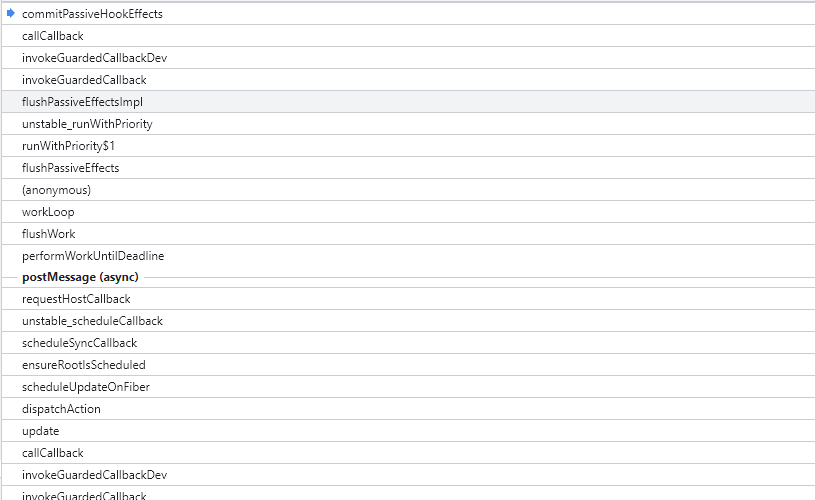 commitPassiveHookEffects
callCallback
invokeGuardedCallbackDev
invokeGuardedCallback
flushPassiveEffectsImpl
unstable_runWithPriority
runWithPriority$1
flushPassiveEffects
(anonymous)
workLoop
flushWork
performWorkUntilDeadline
postMessage (async)
requestHostCallback
unstable_scheduleCallback
scheduleSyncCallback
ensureRootIsScheduled
scheduleUpdateOnFiber
dispatchAction
update
callCallback
invokeGuardedCallbackDev
invokeGuardedCallback